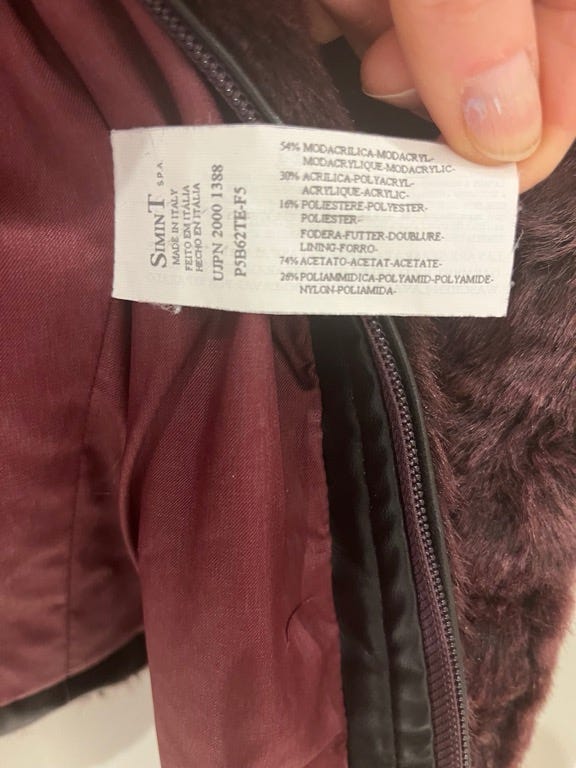 54% MODACRILICA-MODACRYL-
MODACRYLIQUE-MODACRYLIC-
30% ACRILICA-POLYACRYL-
ACRYLIQUE-ACRYLIC-
16% POLIESTERE-POLYESTER-
POLIESTER-
FODERA-FUTTER-DOUBLURE-
LINING-FORRO-
74% ACETATO-ACETAT-ACETATE-
26% POLIAMMIDICA-POLYAMID-POLYAMIDE-
NYLON-POLIAMIDA-
SIMINT S.P.A.
MADE IN ITALY
FEITO EM ITÁLIA
HECHO EN ITALIA
UJPN 2000 1388
P5B62TE-F5